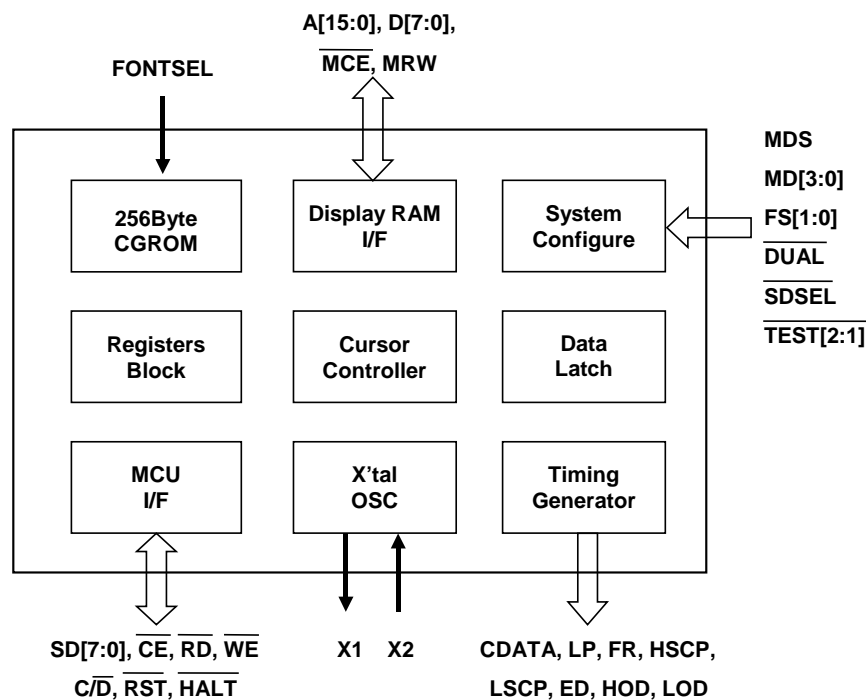 A[15:0], D[7:0],
MCE, MRW
FONTSEL
MDS
MD[3:0]
FS[1:0]
DUAL
SDSEL
TEST[2:1]
256Byte
CGROM
Display RAM
I/F
System
Configure
Registers
Block
Cursor
Controller
Data
Latch
MCU
I/F
X'tal
OSC
Timing
Generator
SD[7:0], CE, RD, WE
C/D, RST, HALT
X1
X2
CDATA, LP, FR, HSCP,
LSCP, ED, HOD, LOD